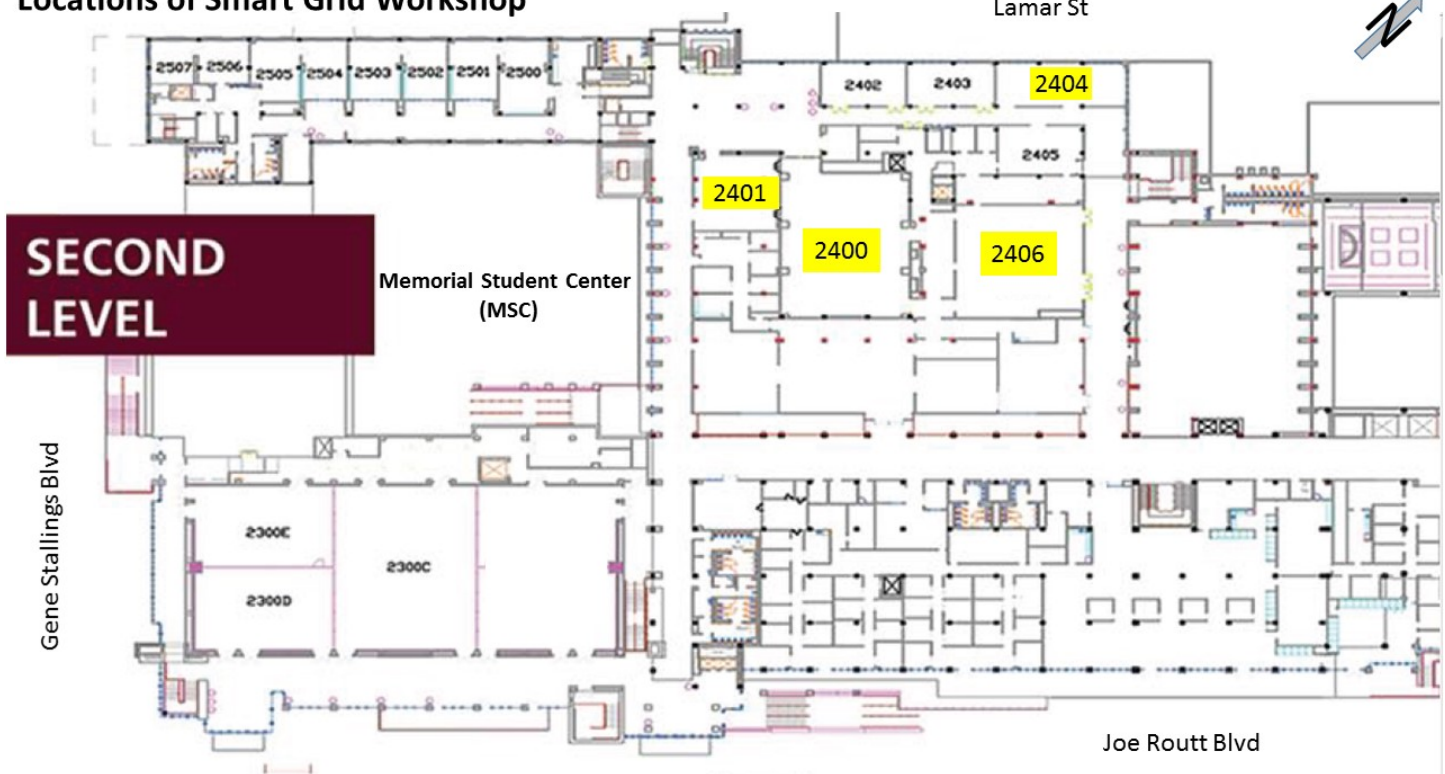 Locations of Smart Grid Workshop
Lamar St
N
2507
2506
2505
2504
2503
2502
2501
2500
2402
2403
2404
2405
2401
2400
2406
SECOND
LEVEL
Memorial Student Center
(MSC)
Gene Stallings Blvd
2300E
2300C
2300D
Joe Routt Blvd